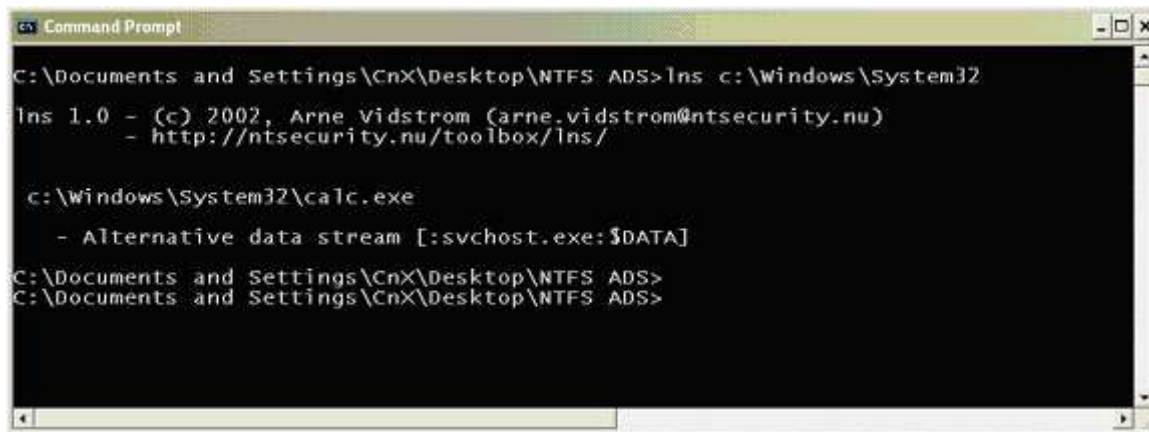 Command Prompt
C:\Documents and Settings\CnX\Desktop\NTFS ADS>lns c:\Windows\System32
lns 1.0 - (c) 2002, Arne Vidstrom (arne.vidstrom@ntsecurity.nu)
- http://ntsecurity.nu/toolbox/lns/
c:\Windows\System32\calc.exe
- Alternative data stream [:svchost.exe:$DATA]
C:\Documents and Settings\CnX\Desktop\NTFS ADS>
C:\Documents and Settings\CnX\Desktop\NTFS ADS>